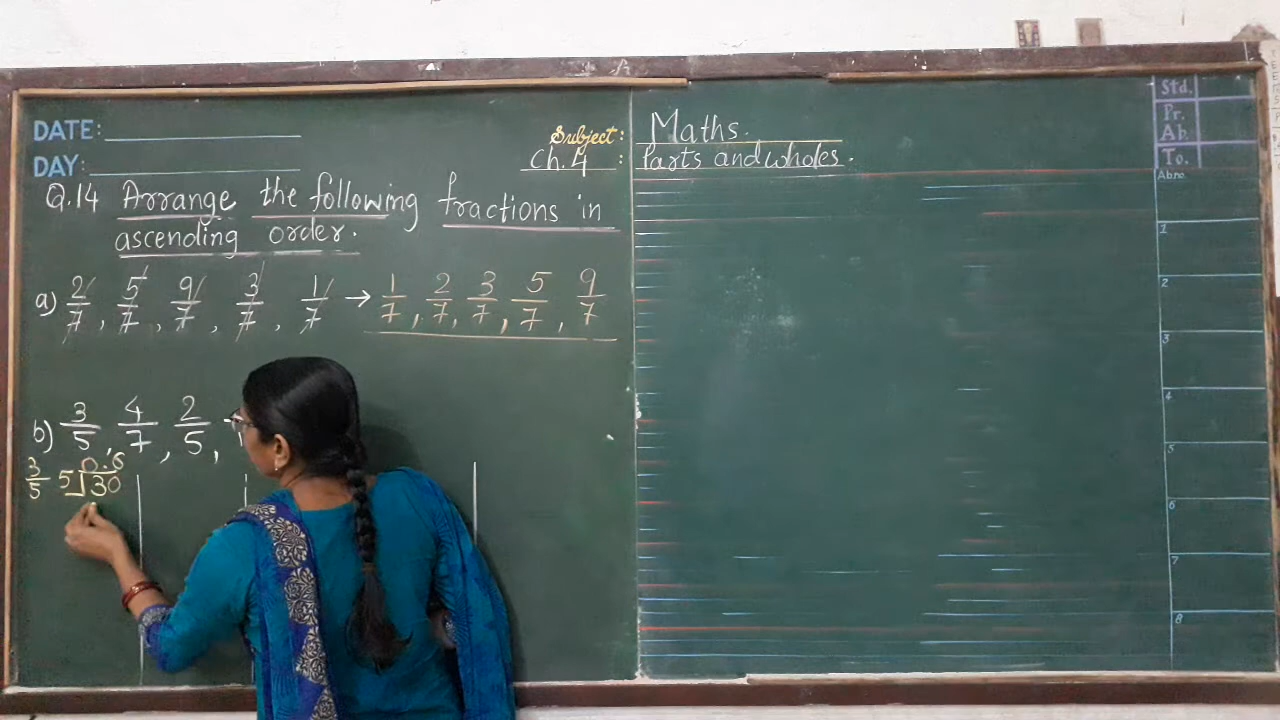 DATE:
DAY:
Subject: Maths.
Ch. 4 : Parts and wholes.
Q.14 Arrange the following fractions in
ascending order.
a) 2/7, 5/7, 9/7, 3/7, 1/7 → 1/7, 2/7, 3/7, 5/7, 9/7
b) 3/5, 4/7, 2/5,
0.6
3/5 5 30
Std.
Pr.
Ab.
To.
Abno.
1
2
3
4
5
6
7
8